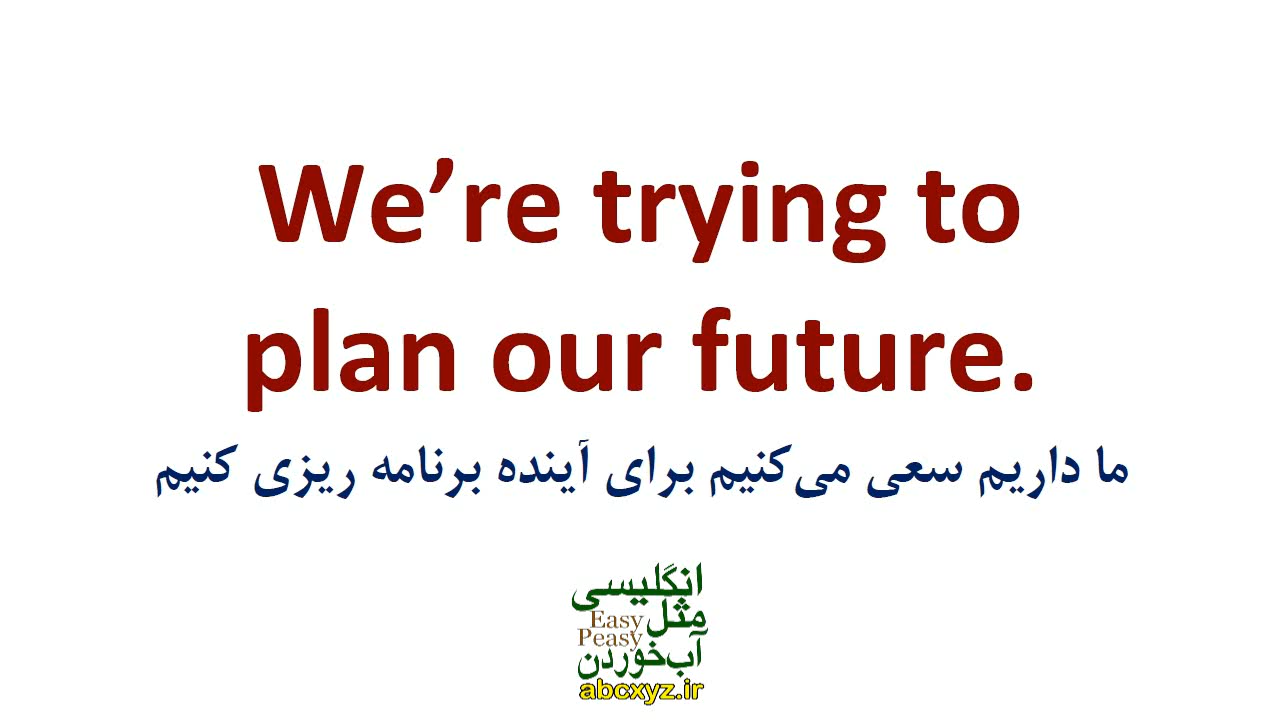 We’re trying to
plan our future.
ما داریم سعی می‌کنیم برای آینده برنامه ریزی کنیم
انگلیسی
مثل
Easy
Peasy
آب‌خوردن
abcxyz.ir